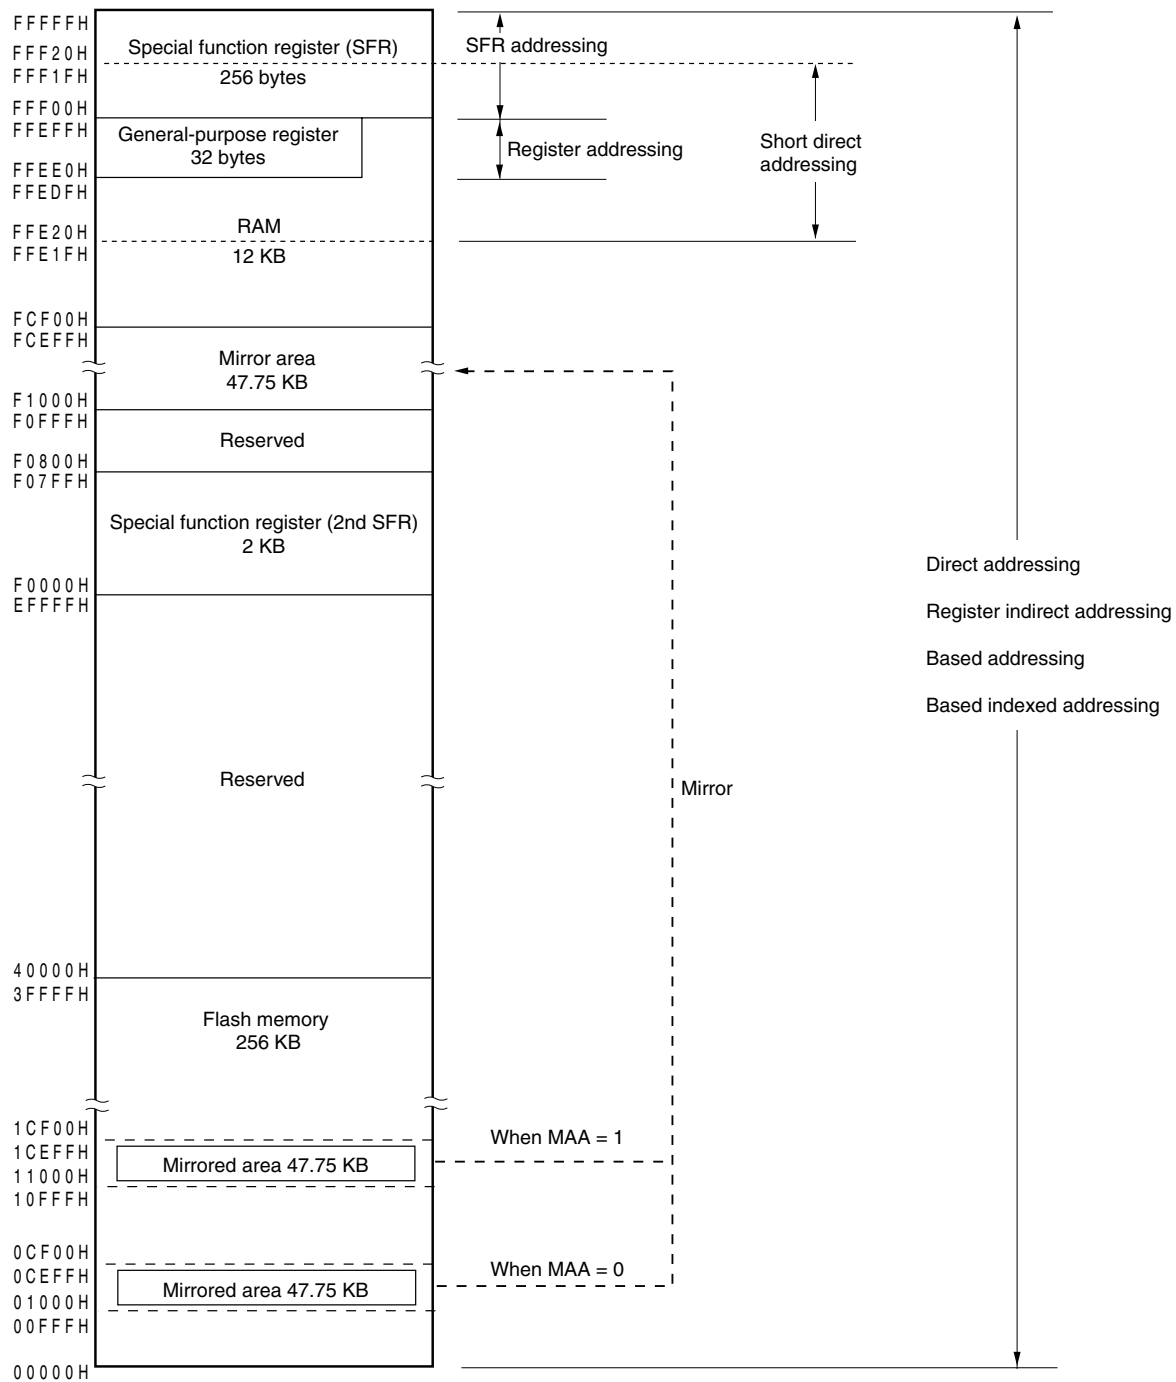 FFFFFH
Special function register (SFR)
SFR addressing
FFF20H
FFF1FH
256 bytes
FFF00H
FFEFFH
General-purpose register
32 bytes
Register addressing
Short direct
addressing
FFEE0H
FFEDFH
FFE20H
RAM
FFE1FH
12 KB
FCF00H
FCEFFH
Mirror area
47.75 KB
F1000H
F0FFFH
Reserved
F0800H
F07FFH
Special function register (2nd SFR)
2 KB
F0000H
EFFFFH
Direct addressing
Register indirect addressing
Based addressing
Based indexed addressing
Reserved
Mirror
40000H
3FFFFH
Flash memory
256 KB
1CF00H
When MAA = 1
1CEFFH
Mirrored area 47.75 KB
11000H
10FFFH
0CF00H
When MAA = 0
0CEFFH
Mirrored area 47.75 KB
01000H
00FFFH
00000H